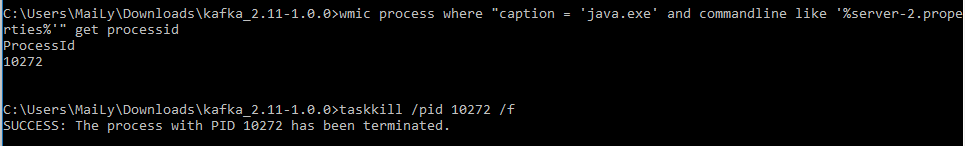 C:\Users\MaiLy\Downloads\kafka_2.11-1.0.0>wmic process where "caption = 'java.exe' and commandline like '%server-2.prope
rties%'" get processid
ProcessId
10272
C:\Users\MaiLy\Downloads\kafka_2.11-1.0.0>taskkill /pid 10272 /f
SUCCESS: The process with PID 10272 has been terminated.